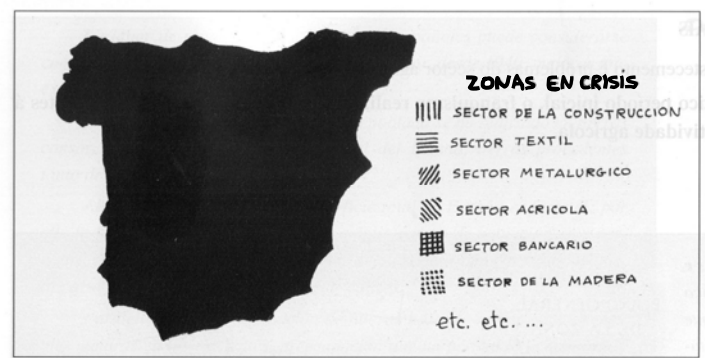 ZONAS EN CRISIS
SECTOR DE LA CONSTRUCCION
SECTOR TEXTIL
SECTOR METALURGICO
SECTOR ACRICOLA
SECTOR BANCARIO
SECTOR DE LA MADERA
etc. etc. ...